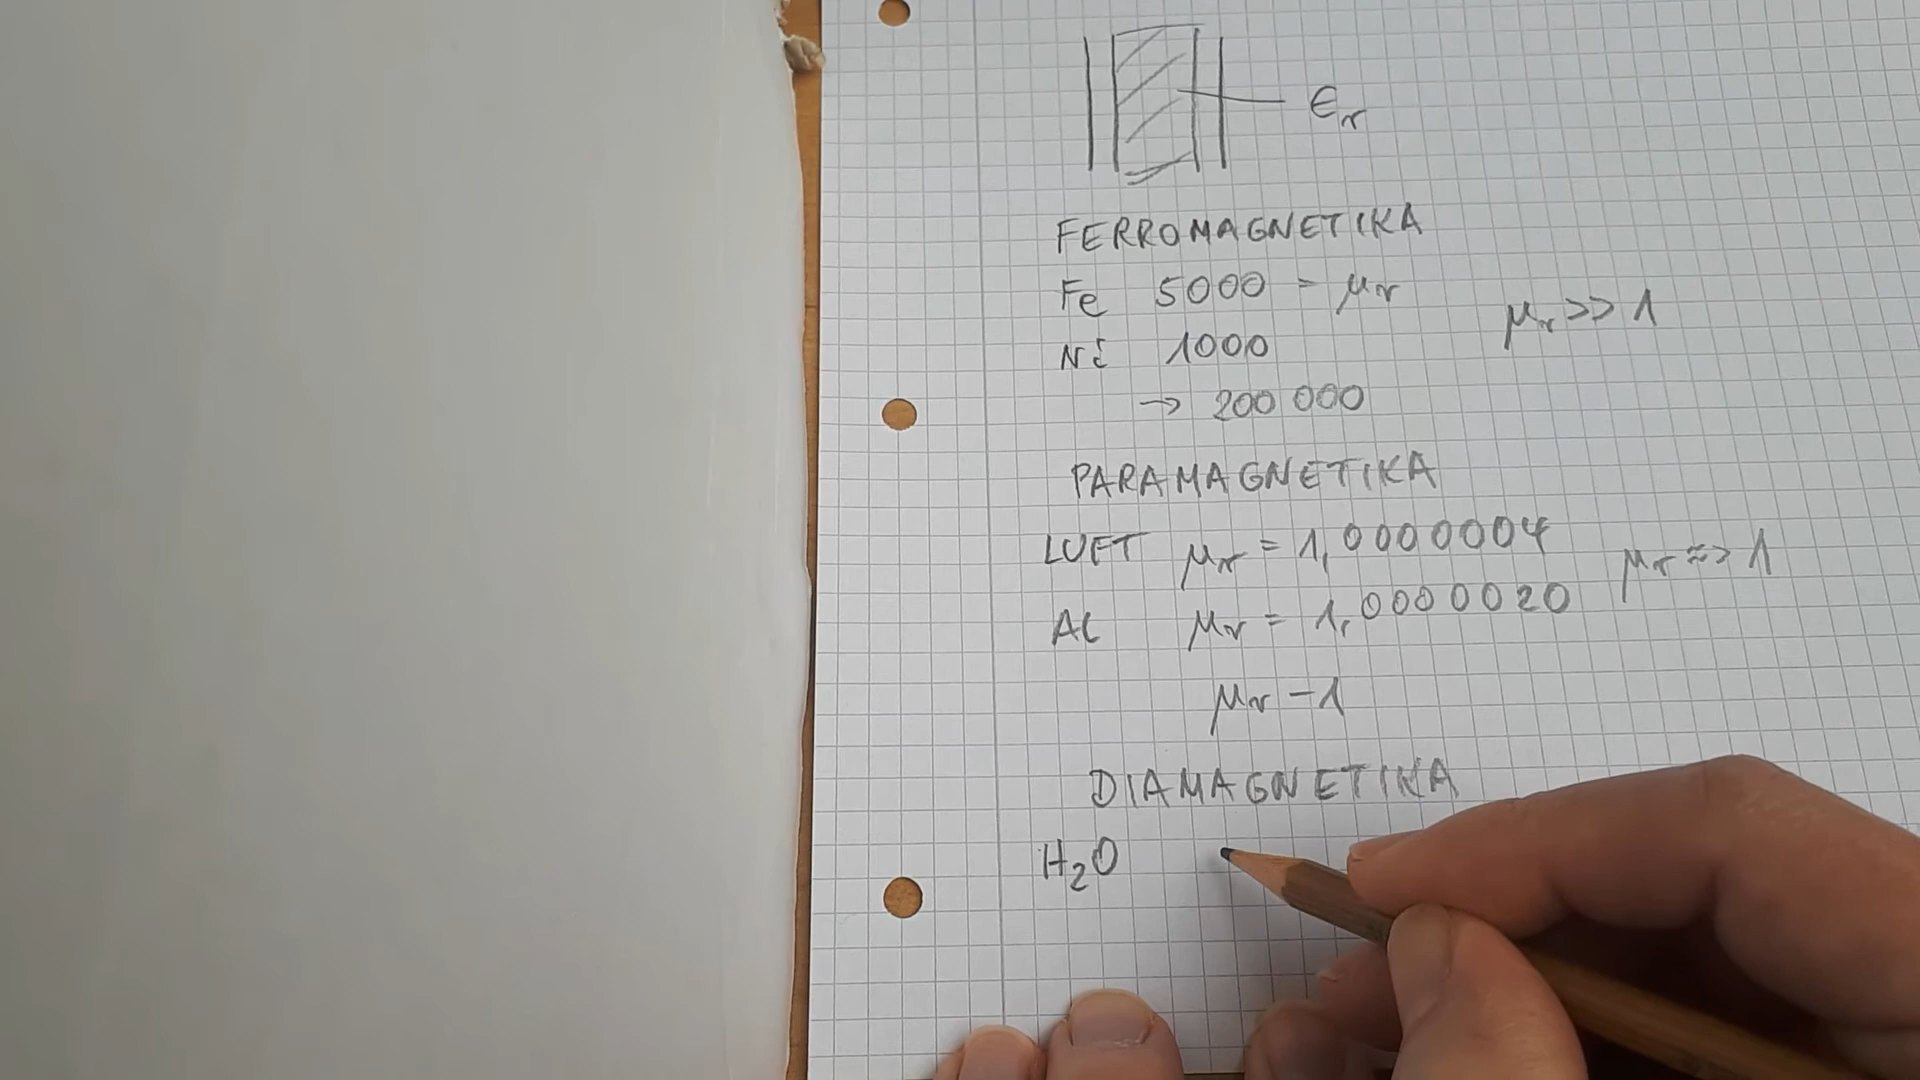 ϵr
FERROMAGNETIKA
Fe 5000 = μr
μr >> 1
Ni 1000
→ 200 000
PARAMAGNETIKA
LUFT μr = 1,0000004
μr ≈> 1
Al μr = 1,0000020
μr - 1
DIAMAGNETIKA
H₂O